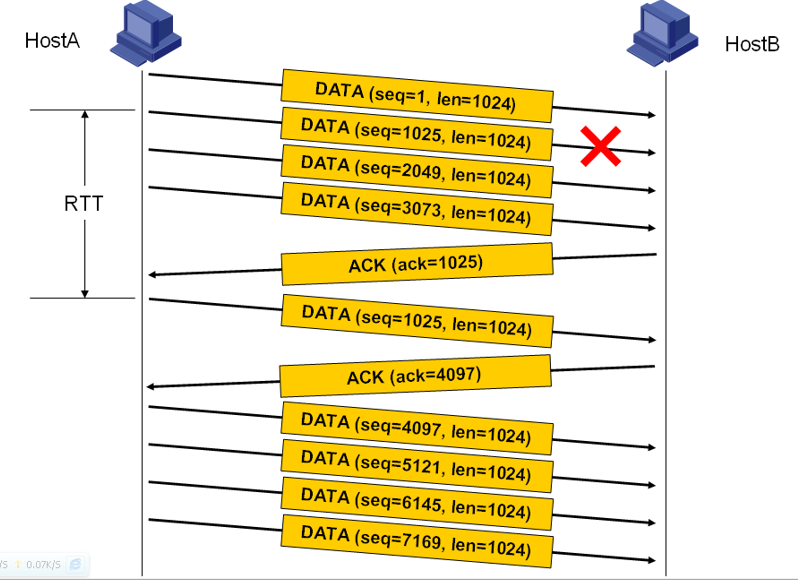 HostA
HostB
DATA (seq=1, len=1024)
DATA (seq=1025, len=1024)
DATA (seq=2049, len=1024)
DATA (seq=3073, len=1024)
RTT
ACK (ack=1025)
DATA (seq=1025, len=1024)
ACK (ack=4097)
DATA (seq=4097, len=1024)
DATA (seq=5121, len=1024)
DATA (seq=6145, len=1024)
DATA (seq=7169, len=1024)
/S 0.07K/S